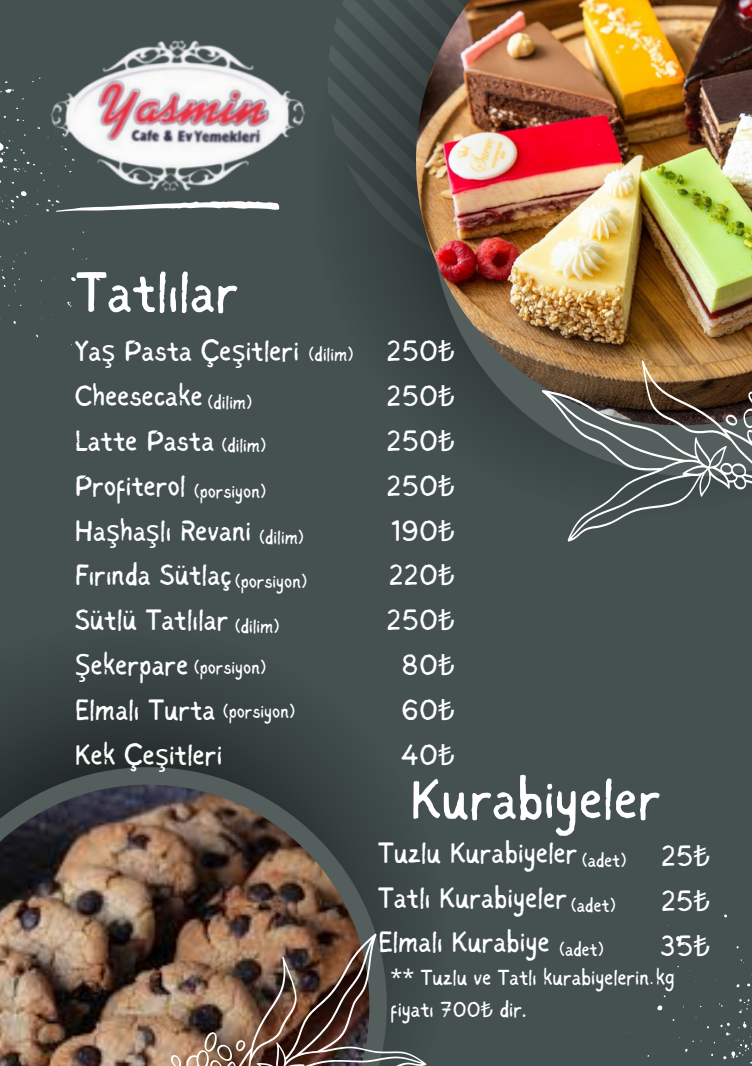 Yasmin
Cafe & Ev Yemekleri
Tatlılar
Yaş Pasta Çeşitleri (dilim) 250₺
Cheesecake (dilim) 250₺
Latte Pasta (dilim) 250₺
Profiterol (porsiyon) 250₺
Haşhaşlı Revani (dilim) 190₺
Fırında Sütlaç (porsiyon) 220₺
Sütlü Tatlılar (dilim) 250₺
Şekerpare (porsiyon) 80₺
Elmalı Turta (porsiyon) 60₺
Kek Çeşitleri 40₺
Kurabiyeler
Tuzlu Kurabiyeler (adet) 25₺
Tatlı Kurabiyeler (adet) 25₺
Elmalı Kurabiye (adet) 35₺
** Tuzlu ve Tatlı kurabiyelerin kg
fiyatı 700₺ dir.